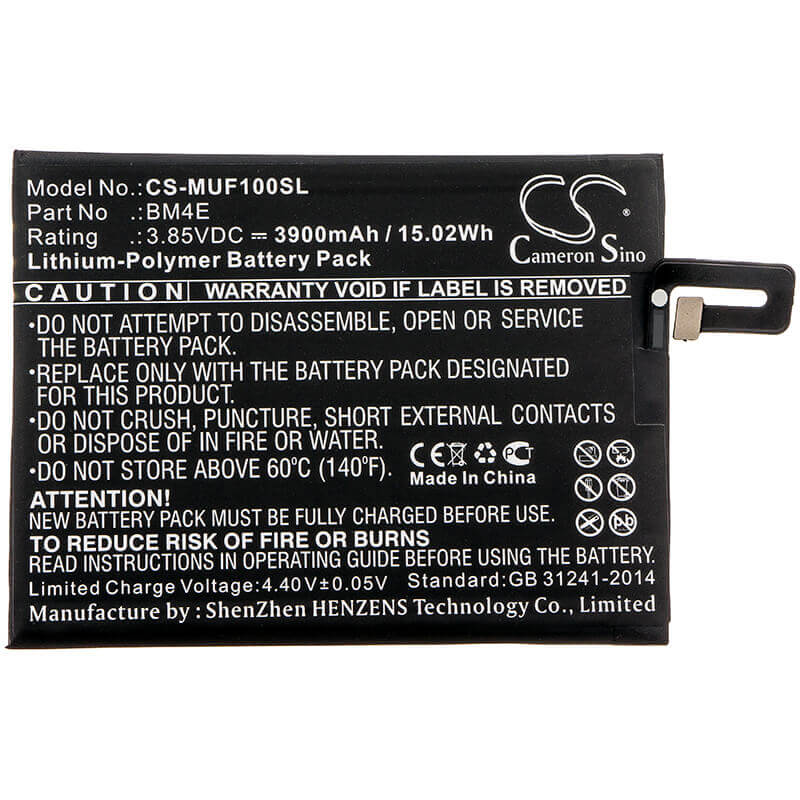 Model No.: CS-MUF100SL
Part No .: BM4E
Rating .: 3.85VDC ⎓ 3900mAh / 15.02Wh
Lithium-Polymer Battery Pack
CS
Cameron Sino
CAUTION! WARRANTY VOID IF LABEL IS REMOVED
•DO NOT ATTEMPT TO DISASSEMBLE, OPEN OR SERVICE
THE BATTERY PACK.
•REPLACE ONLY WITH THE BATTERY PACK DESIGNATED
FOR THIS PRODUCT.
•DO NOT CRUSH, PUNCTURE, SHORT EXTERNAL CONTACTS
OR DISPOSE OF IN FIRE OR WATER.
•DO NOT STORE ABOVE 60°C (140°F).
CE PCT
Made In China
ATTENTION!
NEW BATTERY PACK MUST BE FULLY CHARGED BEFORE USE.
Pb
TO REDUCE RISK OF FIRE OR BURNS
READ INSTRUCTIONS IN OPERATING GUIDE BEFORE USING THE BATTERY.
Limited Charge Voltage:4.40V±0.05V Standard:GB 31241-2014
Manufacture by : ShenZhen HENZENS Technology Co., Limited